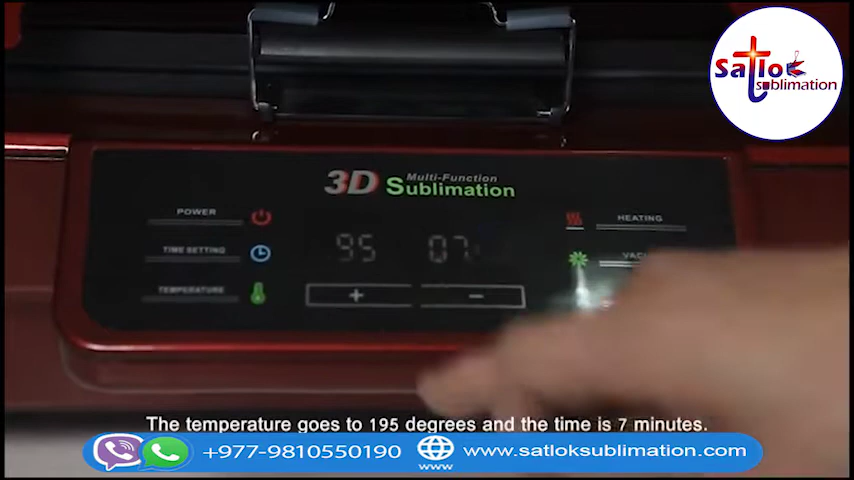 Satlok
sublimation
3D Multi-Function
Sublimation
POWER
HEATING
TIME SETTING
95 07
TEMPERATURE
+ -
The temperature goes to 195 degrees and the time is 7 minutes.
+977-9810550190 www www.satloksublimation.com